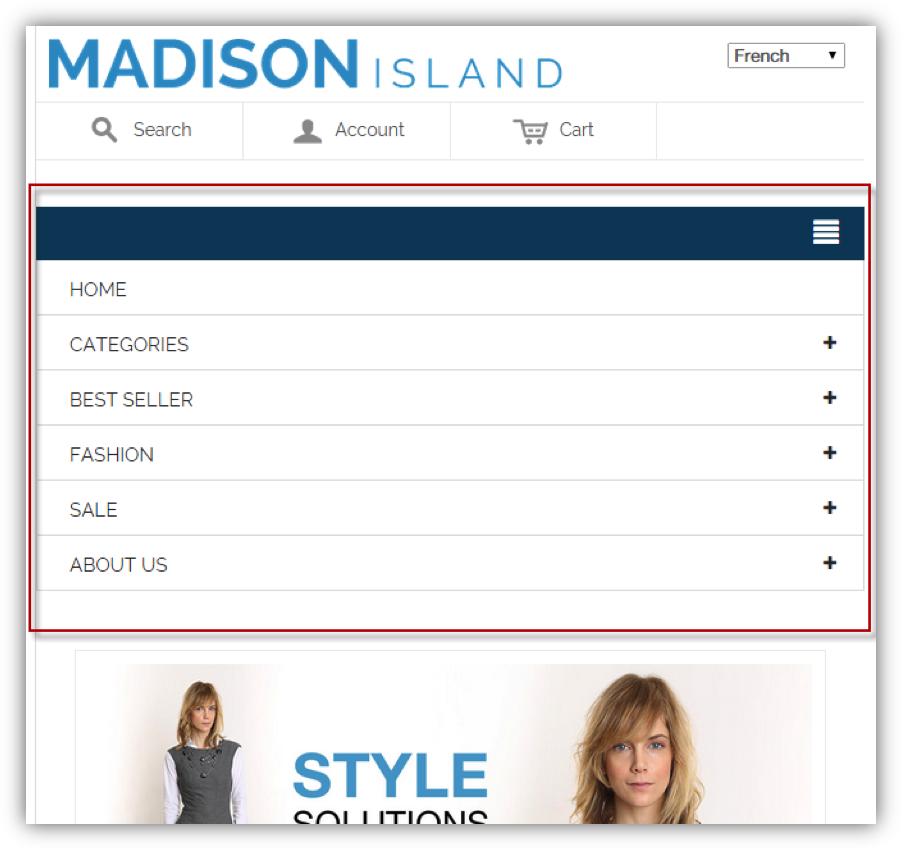 MADISON ISLAND
French
Search
Account
Cart
HOME
CATEGORIES
BEST SELLER
FASHION
SALE
ABOUT US
STYLE
SOLUTIONS